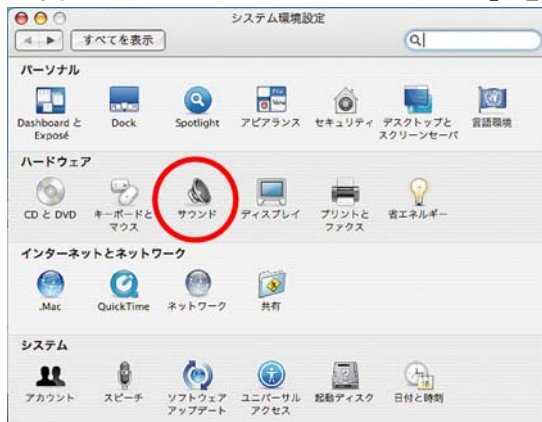 システム環境設定
すべてを表示
パーソナル
Dashboard と Exposé
Dock
Spotlight
アピアランス
セキュリティ
デスクトップと スクリーンセーバ
言語環境
ハードウェア
CD と DVD
キーボードと マウス
サウンド
ディスプレイ
プリントと ファクス
省エネルギー
インターネットとネットワーク
.Mac
QuickTime
ネットワーク
共有
システム
アカウント
スピーチ
ソフトウェア アップデート
ユニバーサル アクセス
起動ディスク
日付と時刻